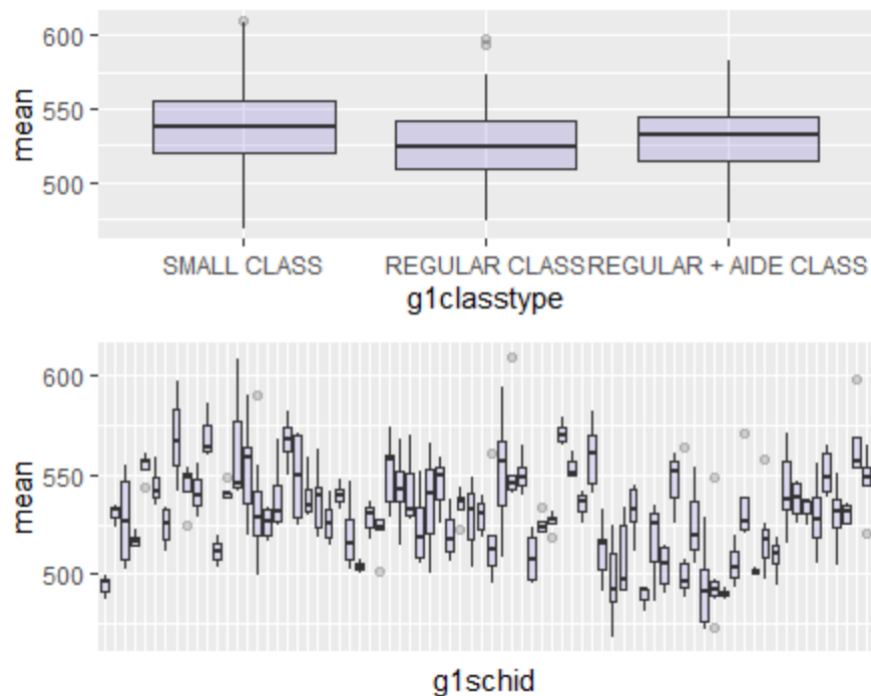 600
550
500
mean
SMALL CLASS REGULAR CLASS REGULAR + AIDE CLASS
g1classtype
600
550
500
mean
g1schid